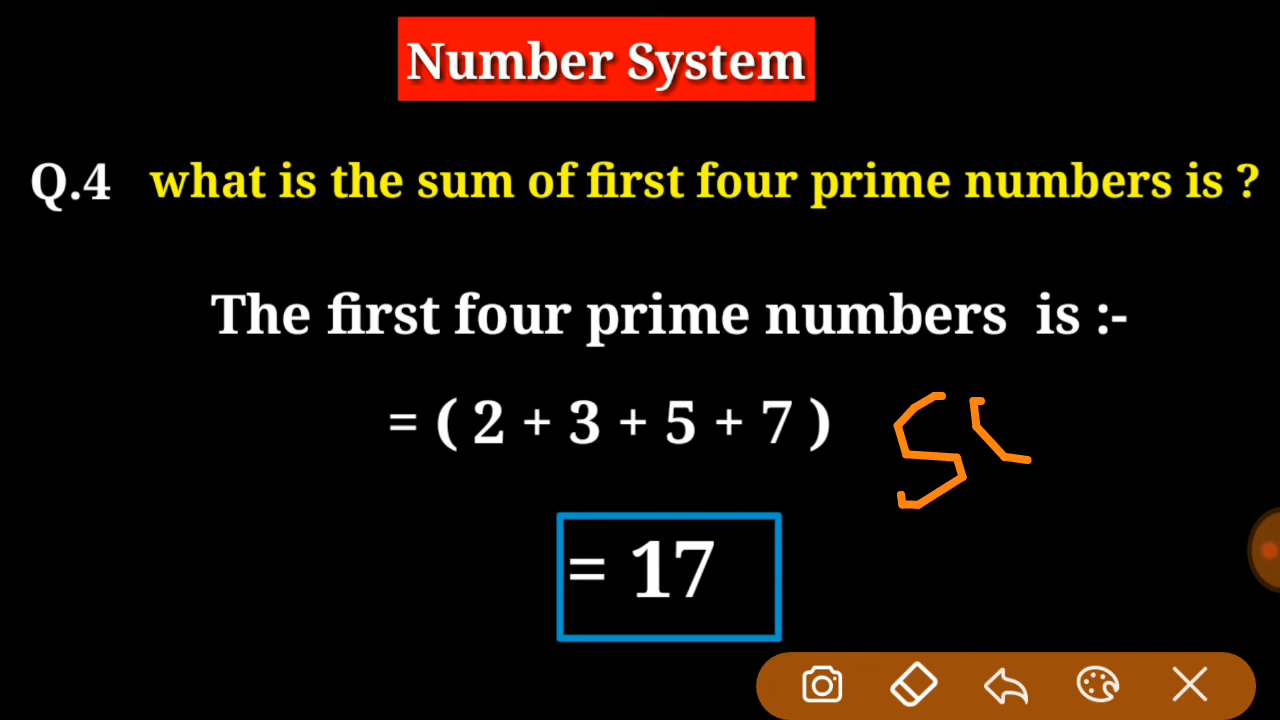 Number System
Q.4 what is the sum of first four prime numbers is ?
The first four prime numbers is :-
= ( 2 + 3 + 5 + 7 )
= 17